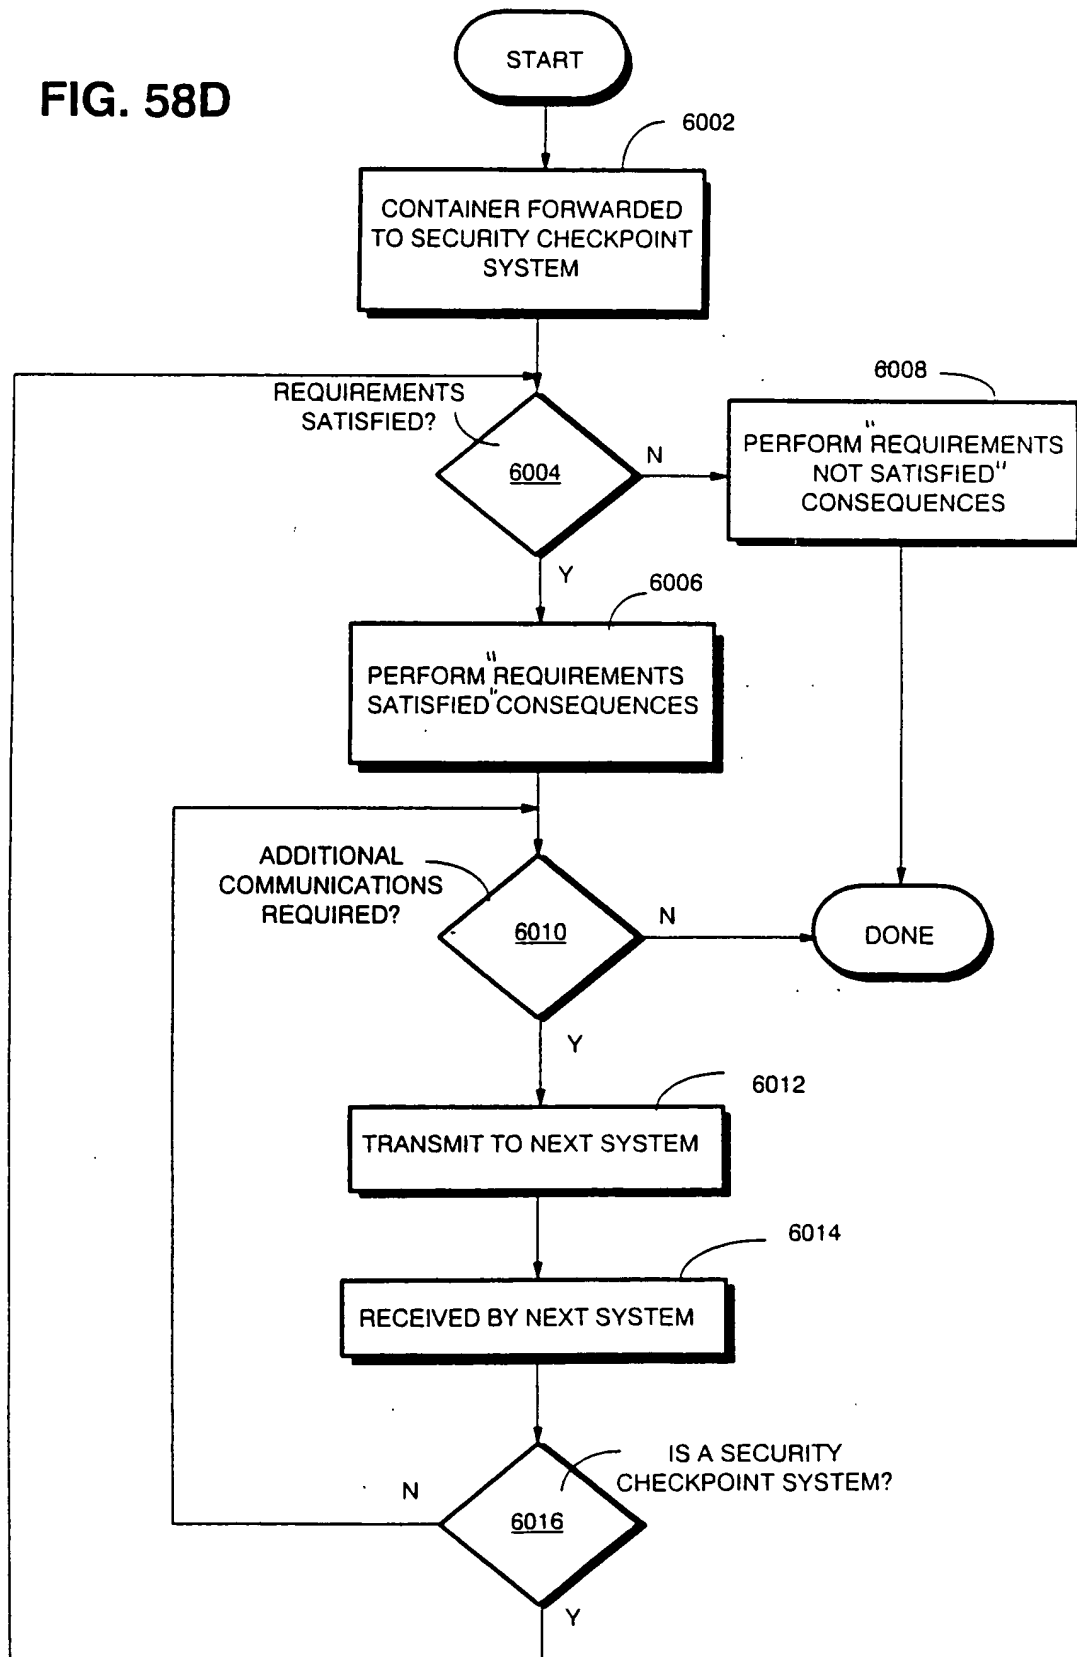 START
FIG. 58D
6002
CONTAINER FORWARDED
TO SECURITY CHECKPOINT
SYSTEM
REQUIREMENTS
SATISFIED?
6004
N
6008
PERFORM "REQUIREMENTS
NOT SATISFIED"
CONSEQUENCES
Y
6006
PERFORM "REQUIREMENTS
SATISFIED" CONSEQUENCES
ADDITIONAL
COMMUNICATIONS
REQUIRED?
6010
N
DONE
Y
6012
TRANSMIT TO NEXT SYSTEM
6014
RECEIVED BY NEXT SYSTEM
IS A SECURITY
CHECKPOINT SYSTEM?
N
6016
Y